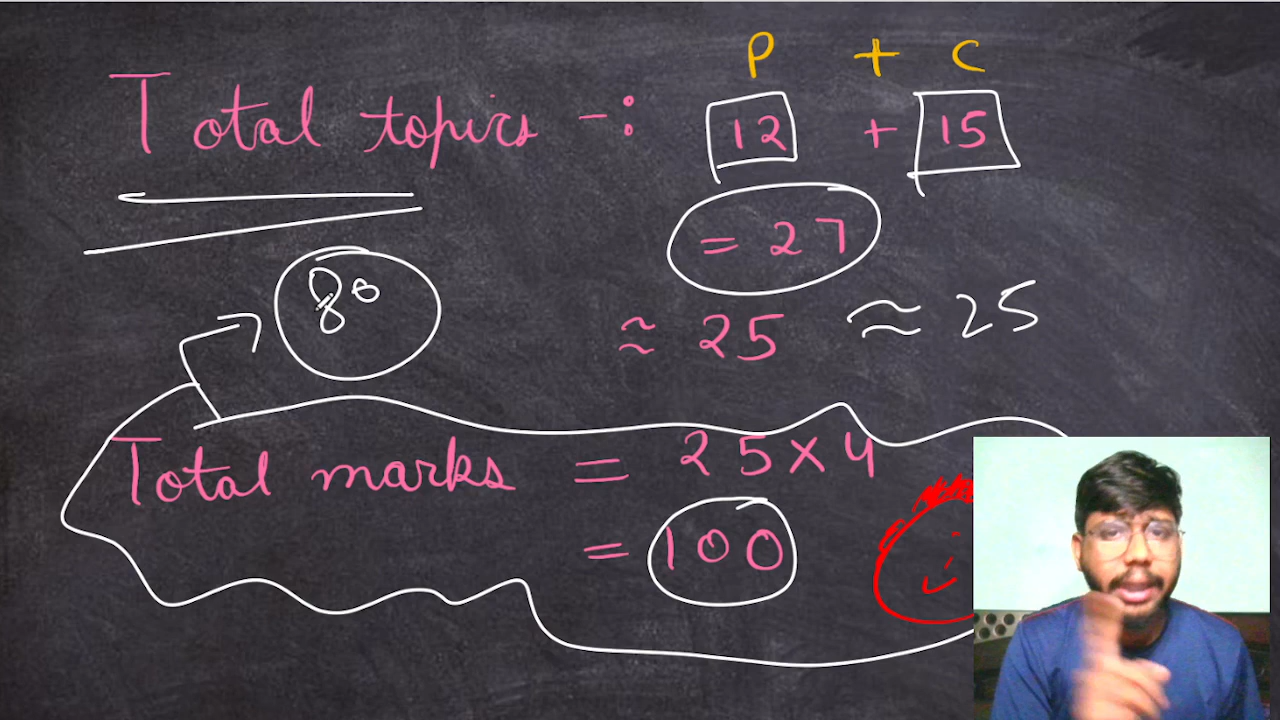 P + C
Total topics -: 12 + 15
= 27
80
≈ 25 ≈ 25
Total marks = 25 x 4
= 100